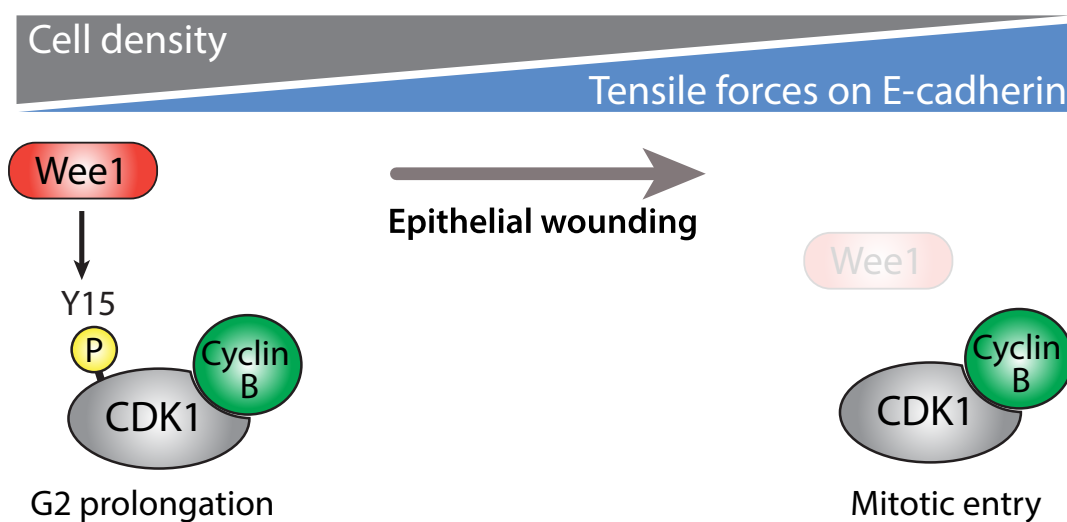 Cell density
Tensile forces on E-cadherin
Wee1
Epithelial wounding
Wee1
Y15
P
Cyclin
B
CDK1
Cyclin
B
CDK1
G2 prolongation
Mitotic entry